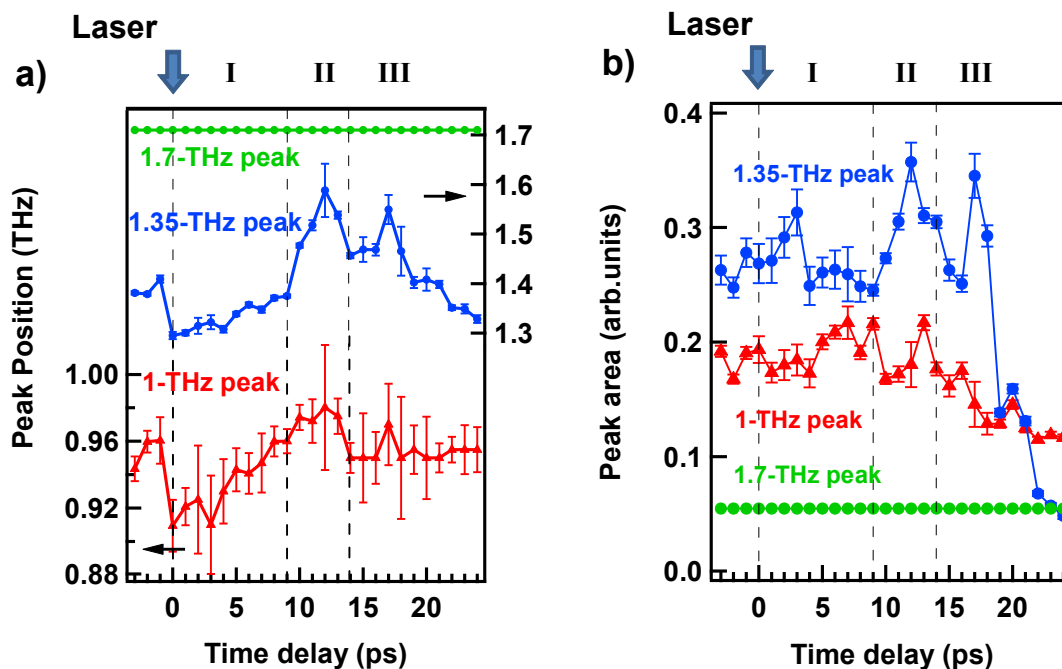 Laser
a)
I II III
1.7
1.7-THz peak
1.6
1.35-THz peak
1.5
1.4
1.3
1-THz peak
1.00
0.96
0.92
0.88
Peak Position (THz)
0 5 10 15 20
Time delay (ps)
Laser
b)
I II III
0.4
1.35-THz peak
0.3
0.2
1-THz peak
1.7-THz peak
0.1
0.0
Peak area (arb.units)
0 5 10 15 20
Time delay (ps)